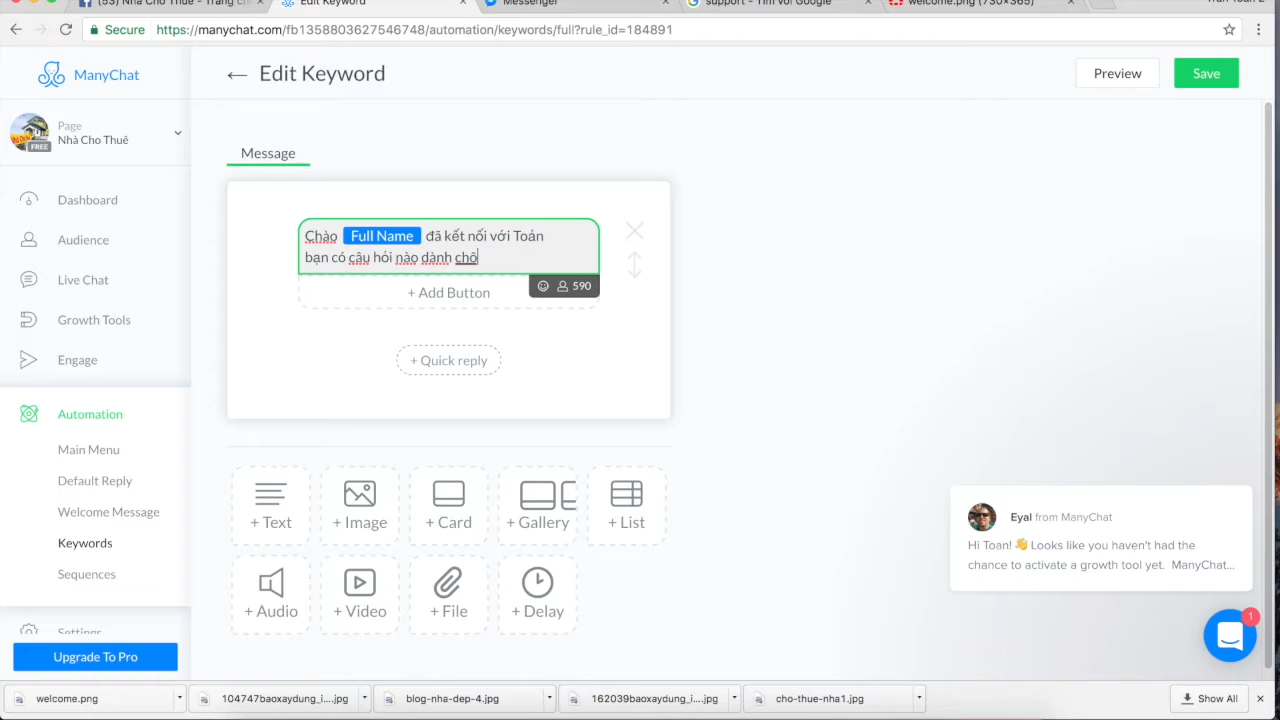 (53) Nhà Cho Thuê - Trang c
Edit Keyword
Messenger
support - Tìm với Google
welcome.png (730×365)
Secure
https://manychat.com/fb1358803627546748/automation/keywords/full?rule_id=184891
ManyChat
Edit Keyword
Preview
Save
Page
Nhà Cho Thuê
FREE
Message
Dashboard
Audience
Live Chat
Growth Tools
Engage
Automation
Main Menu
Default Reply
Welcome Message
Keywords
Sequences
Settings
Upgrade To Pro
Chào Full Name đã kết nối với Toản
bạn có câu hỏi nào dành chô
590
+ Add Button
+ Quick reply
+ Text
+ Image
+ Card
+ Gallery
+ List
+ Audio
+ Video
+ File
+ Delay
Eyal from ManyChat
Hi Toan! 👋 Looks like you haven't had the
chance to activate a growth tool yet. ManyChat...
1
welcome.png
104747baoxaydung_i....jpg
blog-nha-dep-4.jpg
162039baoxaydung_i....jpg
cho-thue-nha1.jpg
Show All